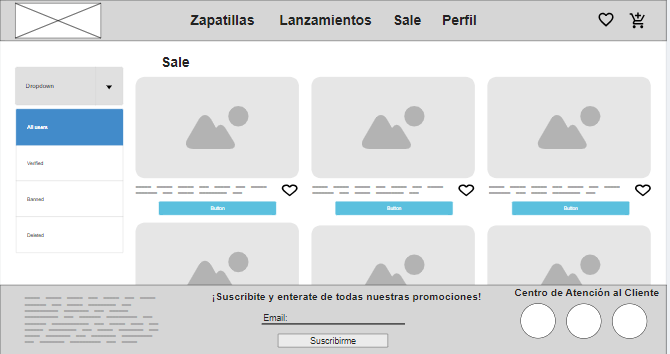 Zapatillas Lanzamientos Sale Perfil
Sale
Dropdown
All users
Verfied
Banned
Deleted
Button Button Button
¡Suscribite y enterate de todas nuestras promociones!
Email:
Suscribirme
Centro de Atención al Cliente